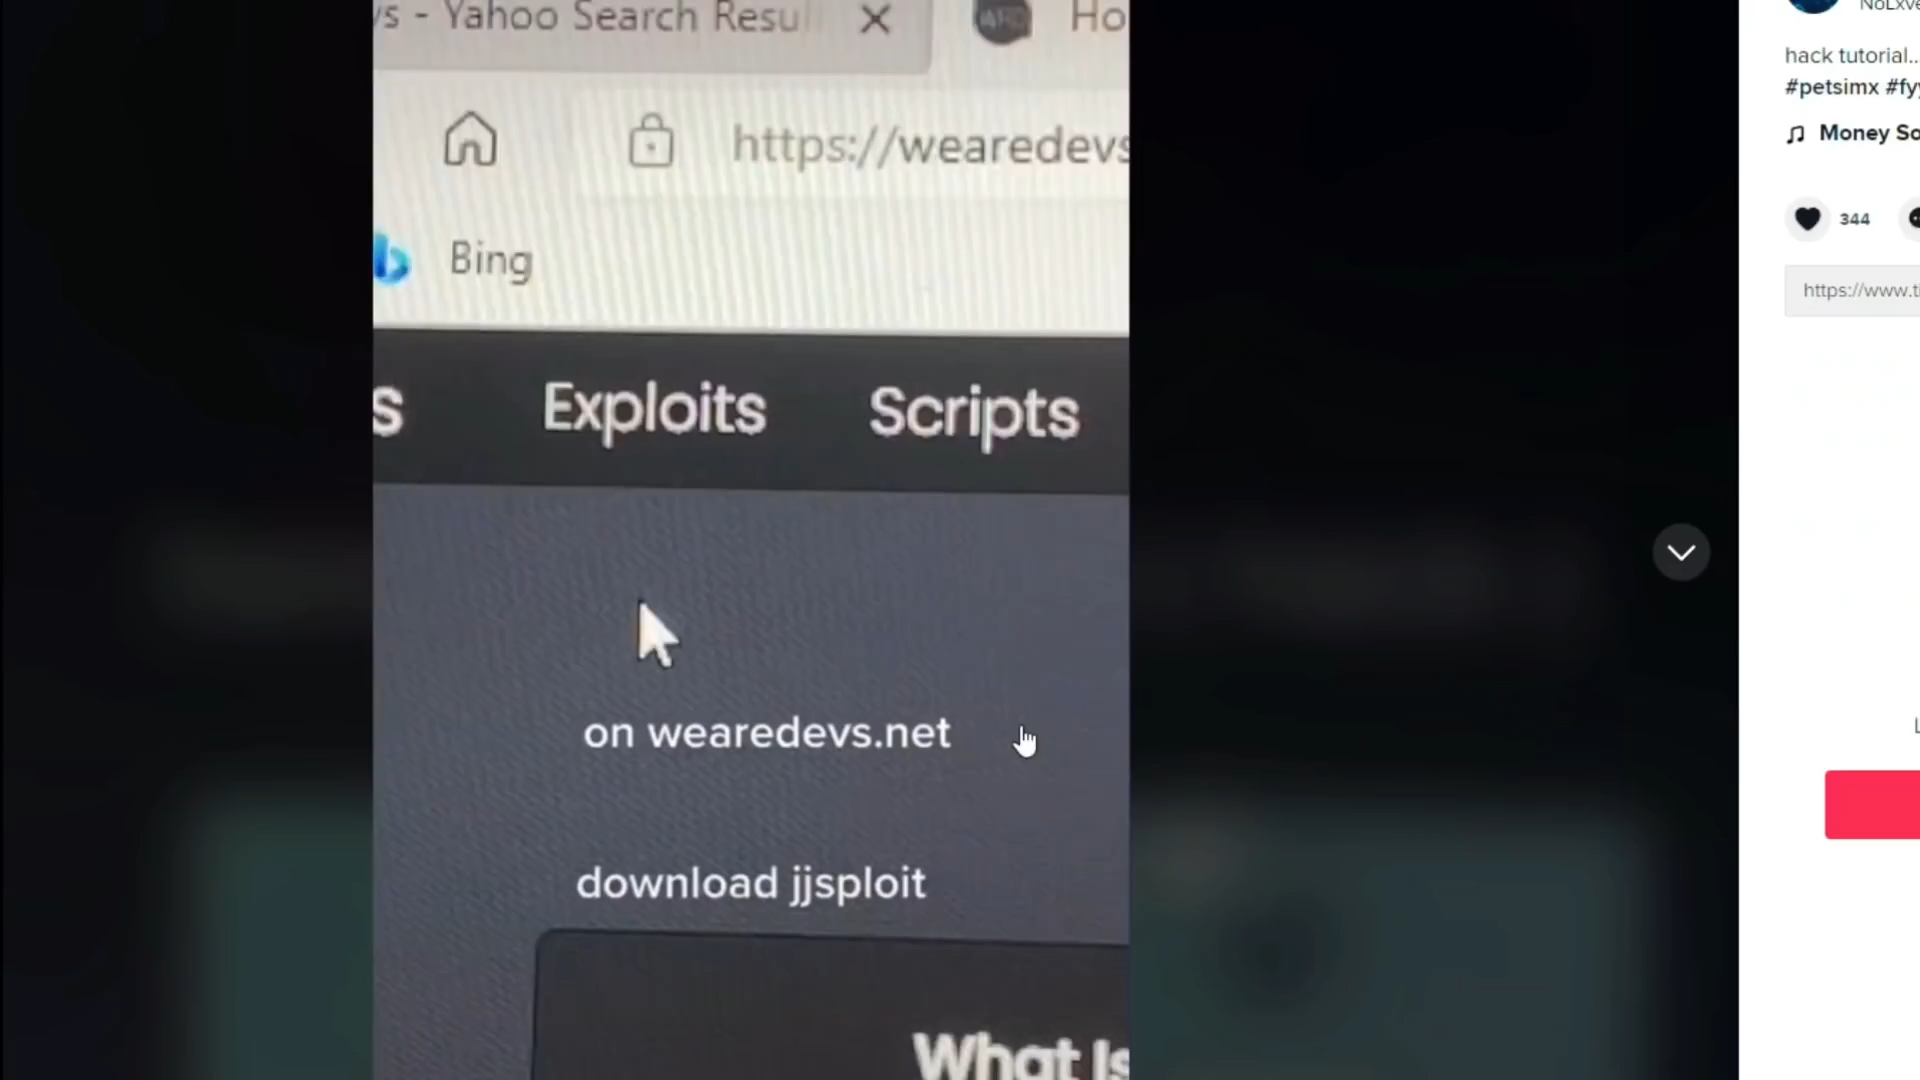 - Yahoo Search Resul
Ho
https://wearedevs
Bing
Exploits Scripts
on wearedevs.net
download jjsploit
What Is
hack tutorial...
#petsimx #fy
Money So
344
https://www.t